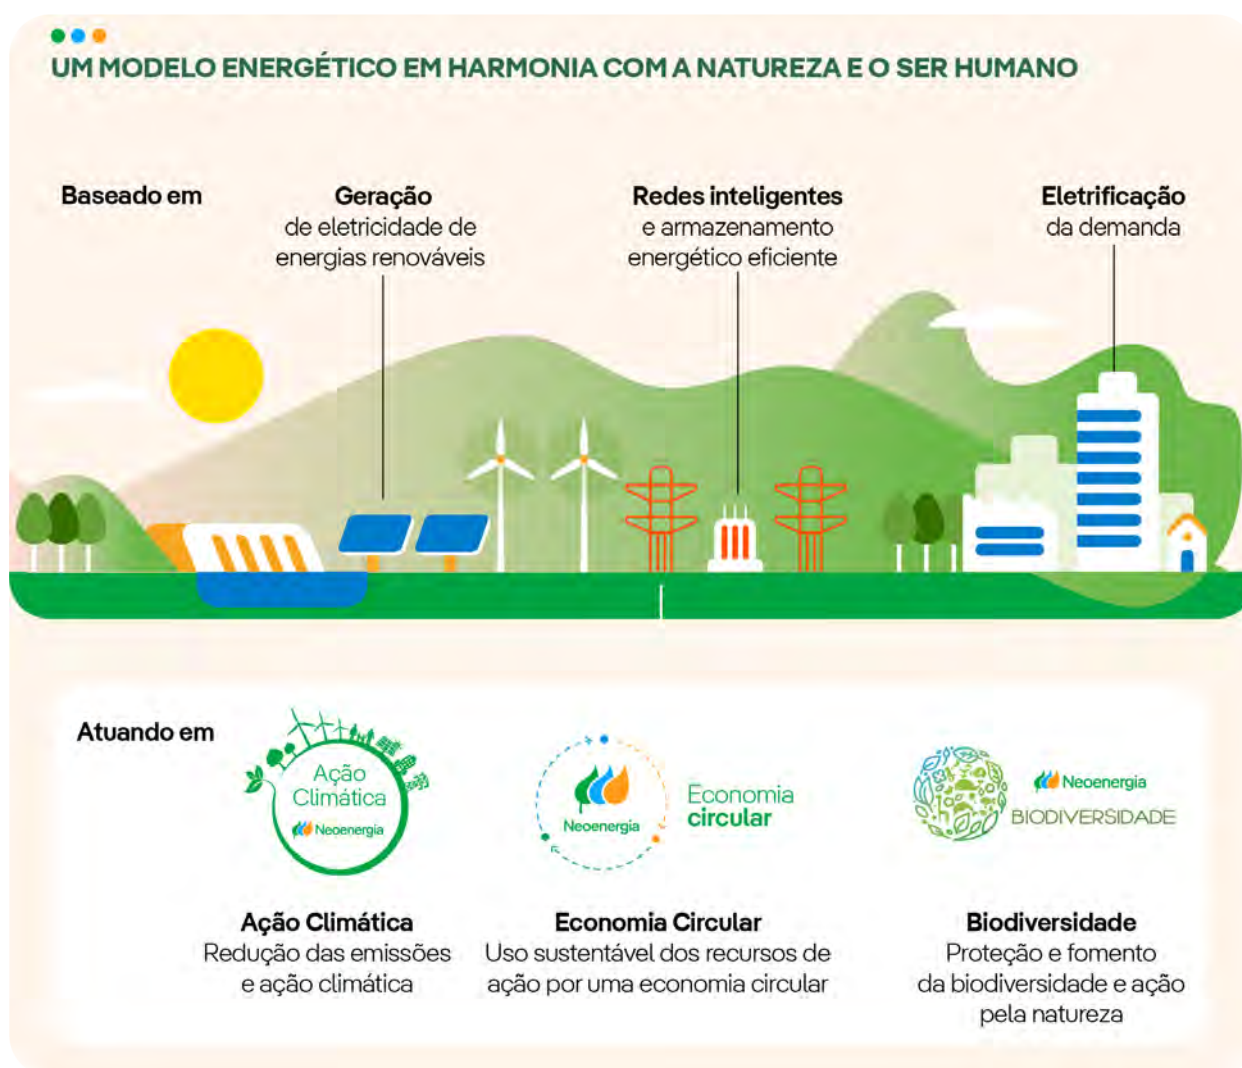 UM MODELO ENERGÉTICO EM HARMONIA COM A NATUREZA E O SER HUMANO
Baseado em
Geração
de eletricidade de
energias renováveis
Redes inteligentes
e armazenamento
energético eficiente
Eletrificação
da demanda
Atuando em
Ação
Climática
Neoenergia
Neoenergia
Economia
circular
Neoenergia
BIODIVERSIDADE
Ação Climática
Redução das emissões
e ação climática
Economia Circular
Uso sustentável dos recursos de
ação por uma economia circular
Biodiversidade
Proteção e fomento
da biodiversidade e ação
pela natureza